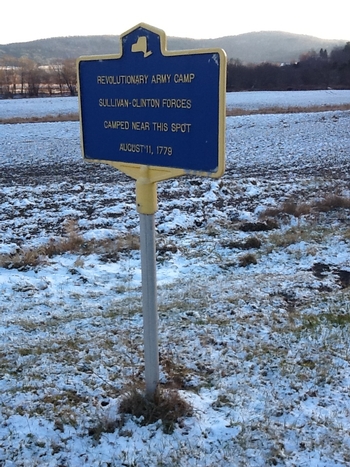 REVOLUTIONARY ARMY CAMP
SULLIVAN-CLINTON FORCES
CAMPED NEAR THIS SPOT
AUGUST 11, 1779